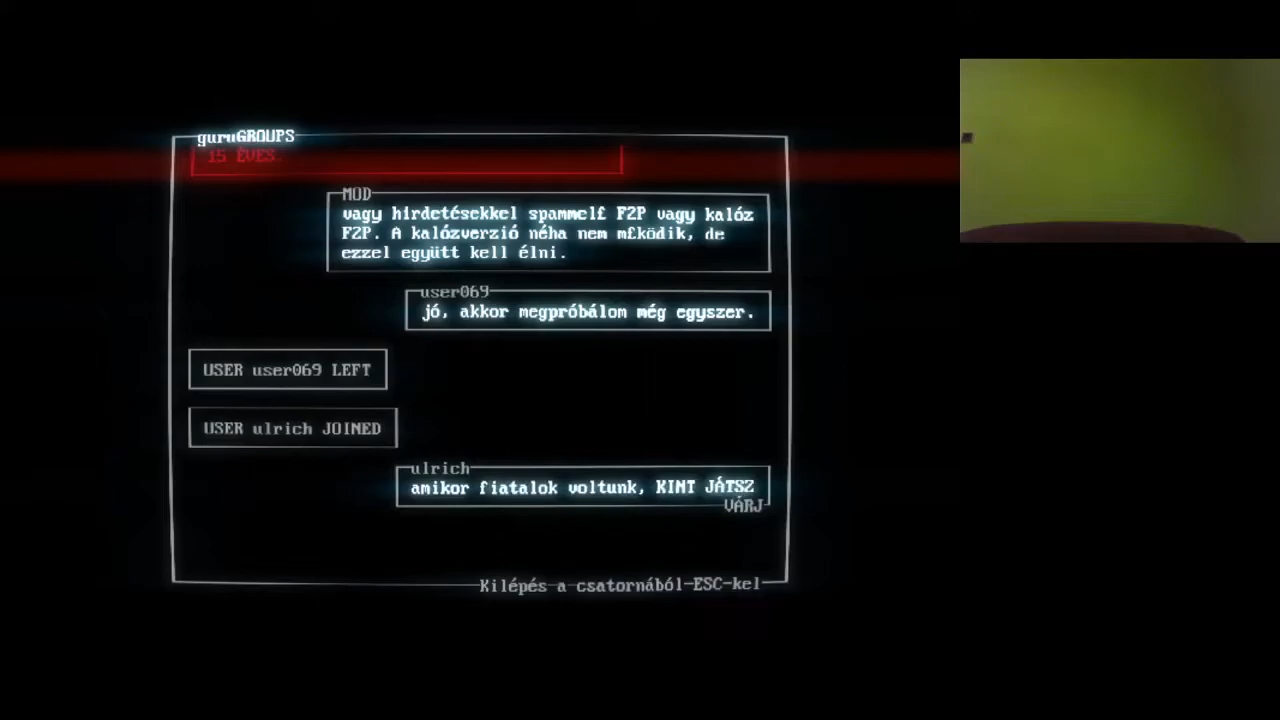 guruGROUPS
15 ÉVES.
MOD
vagy hirdetésekkel spammel£ F2P vagy kalóz
F2P. A kalózverzió néha nem m£ködik, de
ezzel együtt kell élni.
user069
jó, akkor megpróbálom még egyszer.
USER user069 LEFT
USER ulrich JOINED
ulrich
amikor fiatalok voltunk, KINT JÁTSZ
VÁRJ
Kilépés a csatornából ESC-kel